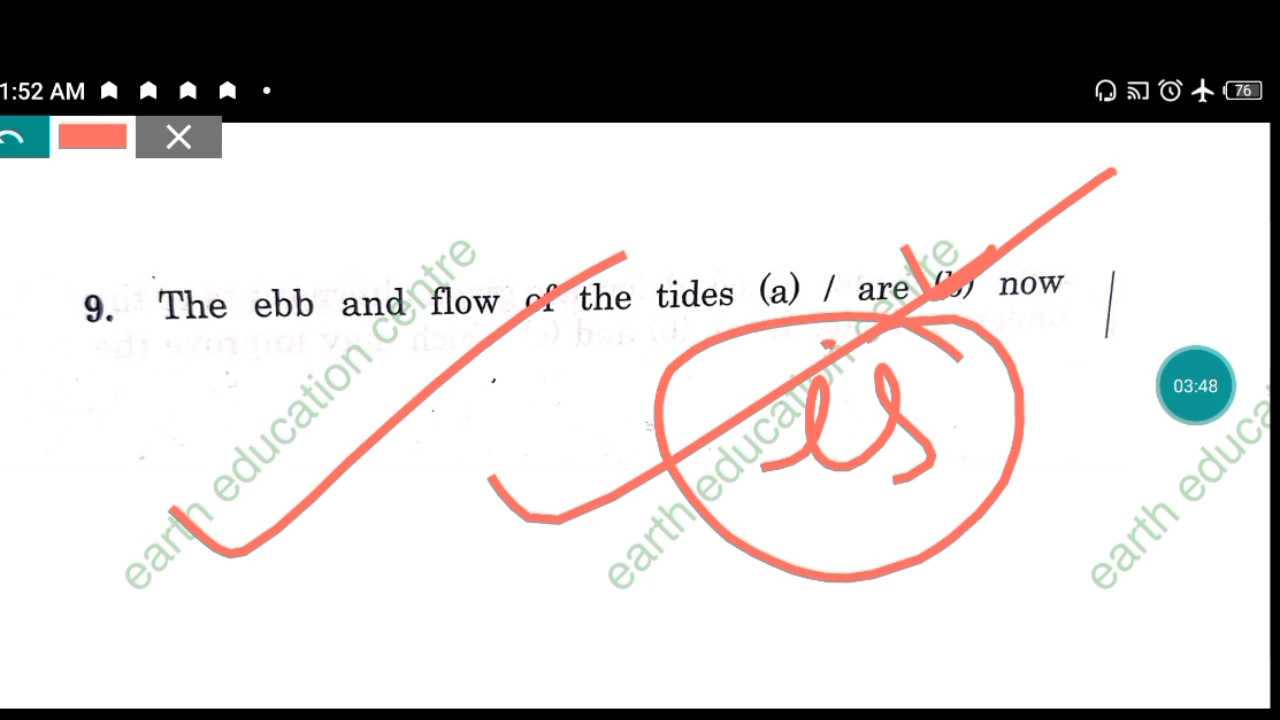 1:52 AM
76
9. The ebb and flow of the tides (a) / are (b) now
is
03:48
earth education centre
earth education centre
earth educa